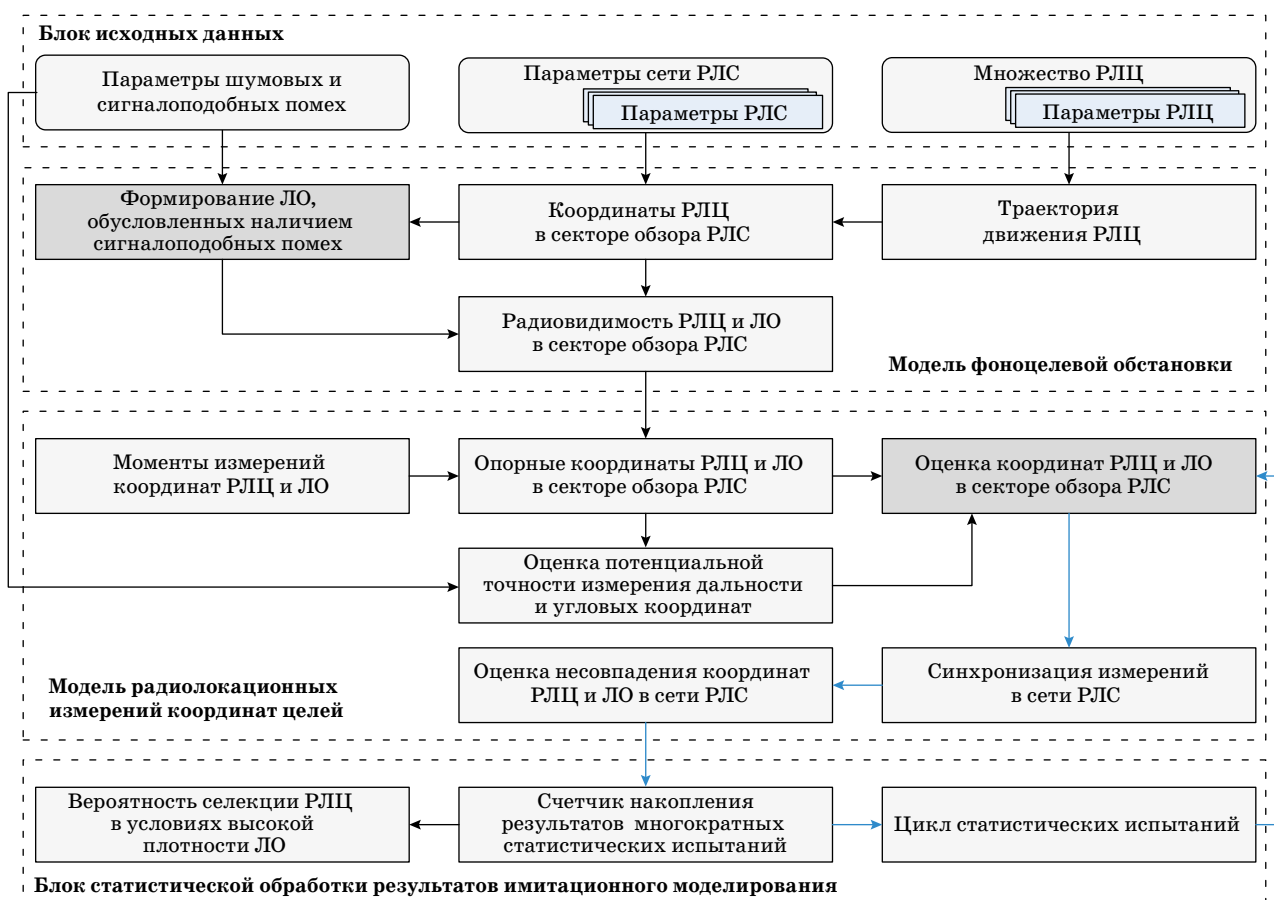 Блок исходных данных
Параметры шумовых и
сигналоподобных помех
Параметры сети РЛС
Параметры РЛС
Множество РЛЦ
Параметры РЛЦ
Формирование ЛО,
обусловленных наличием
сигналоподобных помех
Координаты РЛЦ
в секторе обзора РЛС
Траектория
движения РЛЦ
Радиовидимость РЛЦ и ЛО
в секторе обзора РЛС
Модель фоноцелевой обстановки
Моменты измерений
координат РЛЦ и ЛО
Опорные координаты РЛЦ и ЛО
в секторе обзора РЛС
Оценка координат РЛЦ и ЛО
в секторе обзора РЛС
Оценка потенциальной
точности измерения дальности
и угловых координат
Модель радиолокационных
измерений координат целей
Оценка несовпадения координат
РЛЦ и ЛО в сети РЛС
Синхронизация измерений
в сети РЛС
Вероятность селекции РЛЦ
в условиях высокой
плотности ЛО
Счетчик накопления
результатов многократных
статистических испытаний
Цикл статистических испытаний
Блок статистической обработки результатов имитационного моделирования